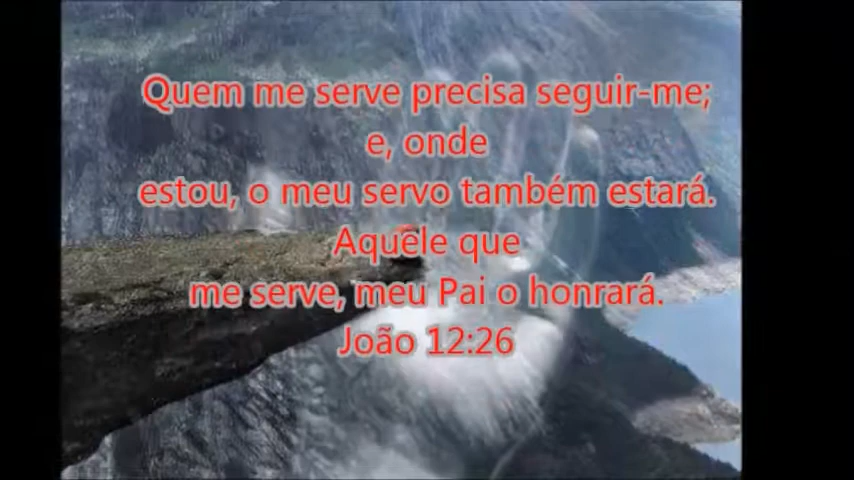 Quem me serve precisa seguir-me;
e, onde
estou, o meu servo também estará.
Aquele que
me serve, meu Pai o honrará.
João 12:26